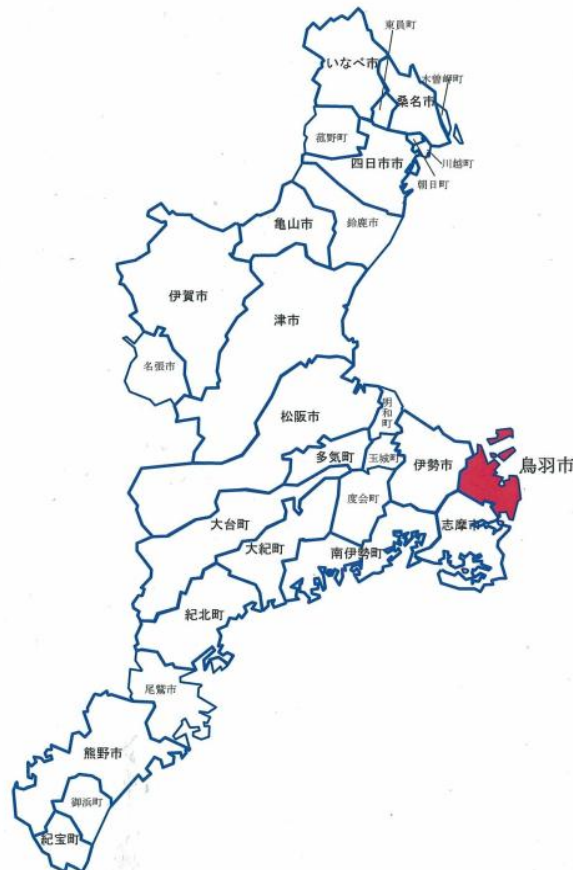 東員町
いなべ市
木曽岬町
桑名市
菰野町
四日市市
川越町
朝日町
亀山市
鈴鹿市
伊賀市
津市
名張市
松阪市
明和町
多気町
玉城町
伊勢市
鳥羽市
度会町
志摩市
大台町
大紀町
南伊勢町
紀北町
尾鷲市
熊野市
御浜町
紀宝町